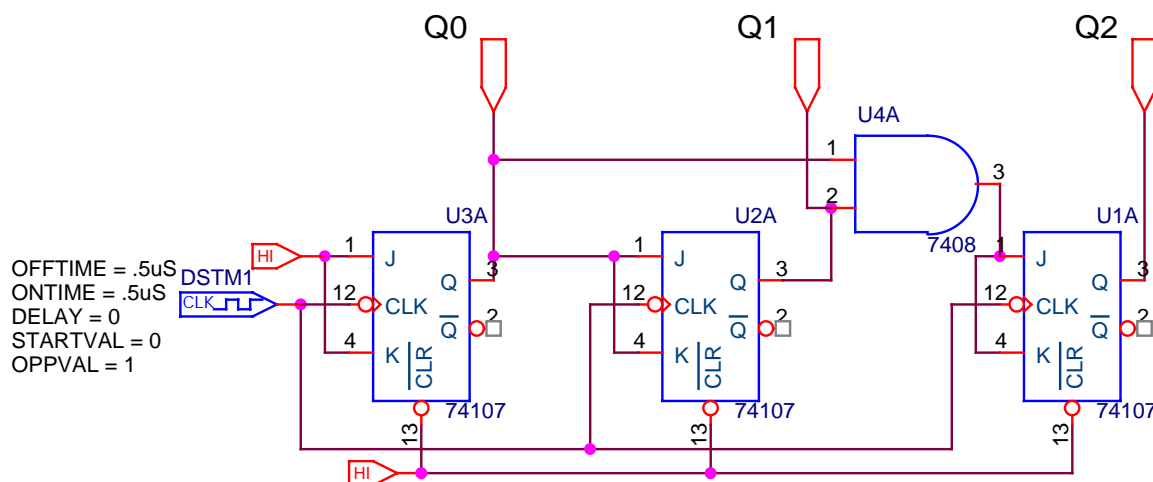 Q0
Q1
Q2
U4A
1
2
3
7408
U3A
U2A
U1A
HI
1
J
Q
3
12
CLK
Q
2
4
K
CLR
13
74107
1
J
Q
3
12
CLK
Q
2
4
K
CLR
13
74107
1
J
Q
3
12
CLK
Q
2
4
K
CLR
13
74107
OFFTIME = .5uS
ONTIME = .5uS
DELAY = 0
STARTVAL = 0
OPPVAL = 1
DSTM1
CLK
HI